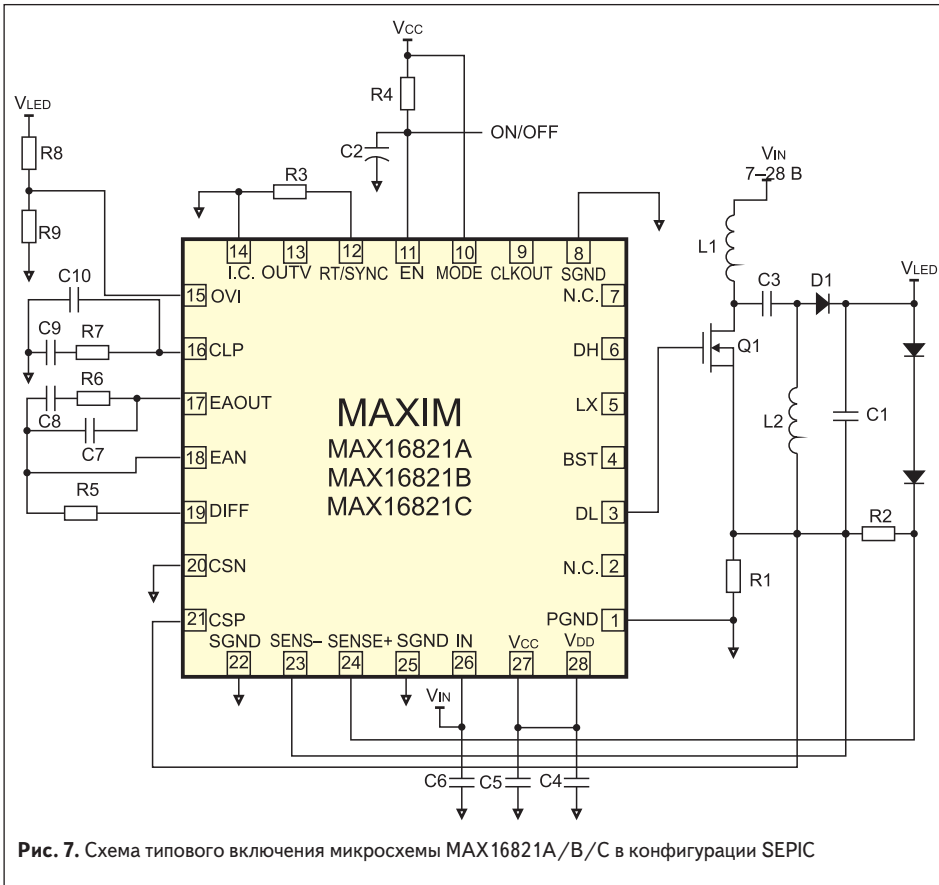 VCC
R4
VLED
ON/OFF
R8
C2
VIN
7–28 В
R3
R9
L1
14 13 12 11 10 9 8
I.C. OUTV RT/SYNC EN MODE CLKOUT SGND
VLED
C10
15 OVI
N.C. 7
C3
D1
C9
R7
16 CLP
DH 6
Q1
R6
17 EAOUT
MAXIM
LX 5
C8
C7
MAX16821A
L2
C1
18 EAN
MAX16821B
BST 4
R5
MAX16821C
19 DIFF
DL 3
R2
20 CSN
N.C. 2
R1
21 CSP
PGND 1
SGND SENS– SENSE+ SGND IN VCC VDD
22 23 24 25 26 27 28
VIN
C6 C5 C4
Рис. 7. Схема типового включения микросхемы MAX16821A/B/C в конфигурации SEPIC